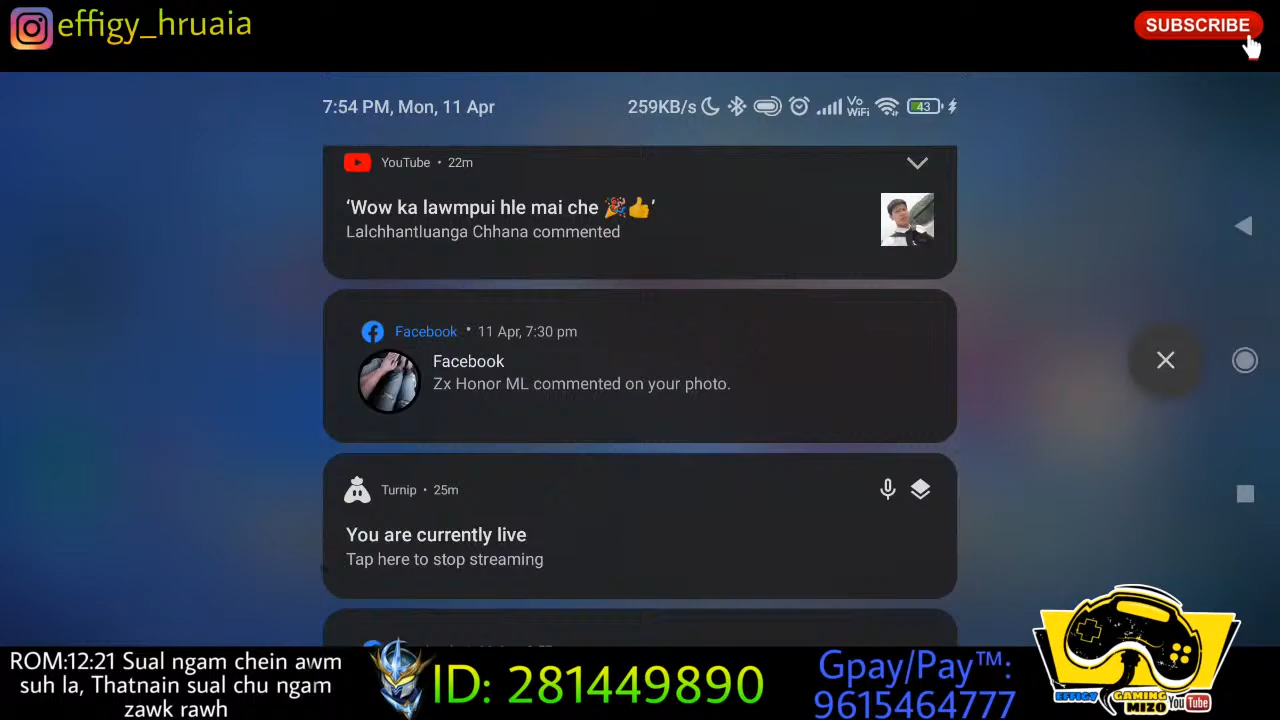 effigy_hruaia
SUBSCRIBE
7:54 PM, Mon, 11 Apr
259KB/s
Vo
WiFi
43
YouTube • 22m
‘Wow ka lawmpui hle mai che 🎉👍’
Lalchhantluanga Chhana commented
Facebook • 11 Apr, 7:30 pm
Facebook
Zx Honor ML commented on your photo.
Turnip • 25m
You are currently live
Tap here to stop streaming
ROM:12:21 Sual ngam chein awm
suh la, Thatnain sual chu ngam
zawk rawh
ID: 281449890
Gpay/Pay™:
9615464777
EFFIGY GAMING
MIZO YouTube